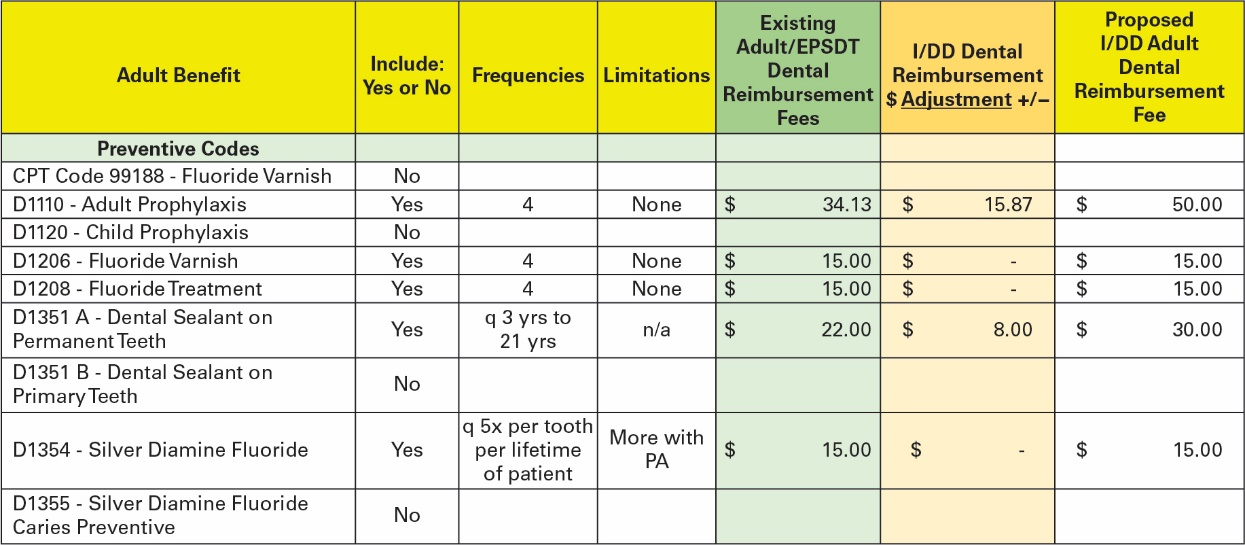 Adult Benefit
Include:
Yes or No
Frequencies
Limitations
Existing
Adult/EPSDT
Dental
Reimbursement
Fees
I/DD Dental
Reimbursement
$ Adjustment +/–
Proposed
I/DD Adult
Dental
Reimbursement
Fee
Preventive Codes
CPT Code 99188 - Fluoride Varnish No
D1110 - Adult Prophylaxis Yes 4 None $ 34.13 $ 15.87 $ 50.00
D1120 - Child Prophylaxis No
D1206 - Fluoride Varnish Yes 4 None $ 15.00 $ - $ 15.00
D1208 - Fluoride Treatment Yes 4 None $ 15.00 $ - $ 15.00
D1351 A - Dental Sealant on
Permanent Teeth
Yes
q 3 yrs to
21 yrs
n/a
$ 22.00 $ 8.00 $ 30.00
D1351 B - Dental Sealant on
Primary Teeth
No
D1354 - Silver Diamine Fluoride
Yes
q 5x per tooth
per lifetime
of patient
More with
PA
$ 15.00 $ - $ 15.00
D1355 - Silver Diamine Fluoride
Caries Preventive
No